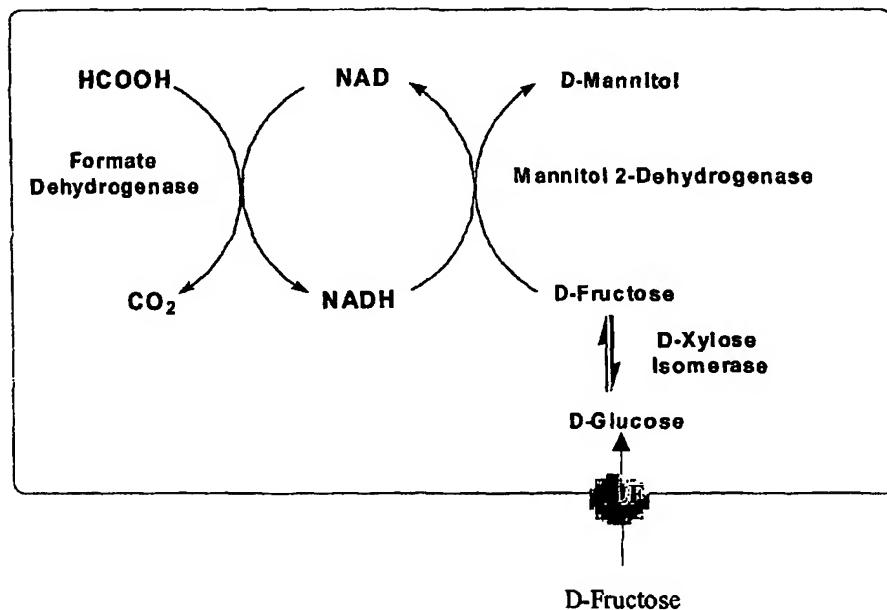 HCOOH
NAD
D-Mannitol
Formate
Dehydrogenase
Mannitol 2-Dehydrogenase
CO2
NADH
D-Fructose
D-Xylose
Isomerase
D-Glucose
D-Fructose